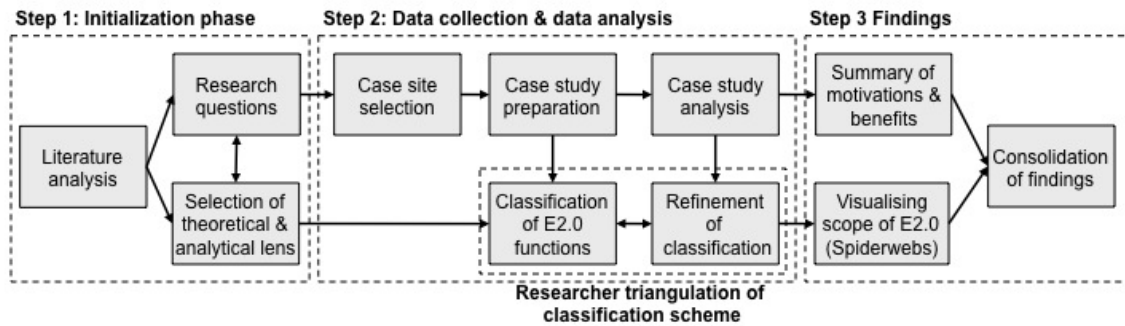 Step 1: Initialization phase
Step 2: Data collection & data analysis
Step 3 Findings
Literature
analysis
Research
questions
Selection of
theoretical &
analytical lens
Case site
selection
Case study
preparation
Case study
analysis
Classification
of E2.0
functions
Refinement
of
classification
Researcher triangulation of
classification scheme
Summary of
motivations &
benefits
Visualising
scope of E2.0
(Spiderwebs)
Consolidation
of findings